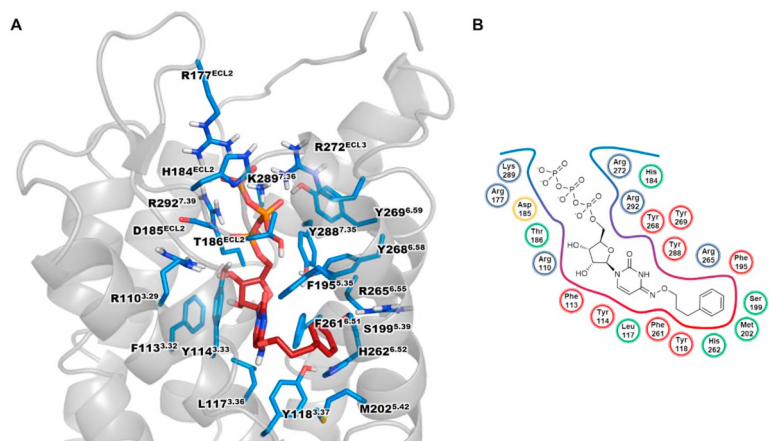 A
B
R177ECL2
R272ECL3
H184ECL2
K2897.36
R2927.39
Y2696.59
D185ECL2
T186ECL2
Y2887.35
Y2686.58
F1955.35
R2656.55
R1103.29
F2616.51
S1995.39
F1133.32
Y1143.33
H2626.52
L1173.36
Y1183.37
M2025.42
Lys
289
Arg
272
His
184
Arg
177
Arg
292
Asp
185
Tyr
268
Tyr
269
Thr
186
Tyr
288
Arg
110
Arg
265
Phe
195
Phe
113
Tyr
114
Leu
117
Phe
261
Tyr
118
His
262
Met
202
Ser
199
O-
O-P=O
O
O-
P
O
O
O-
P=O
O
O
HO
OH
O
N
NH
N
O